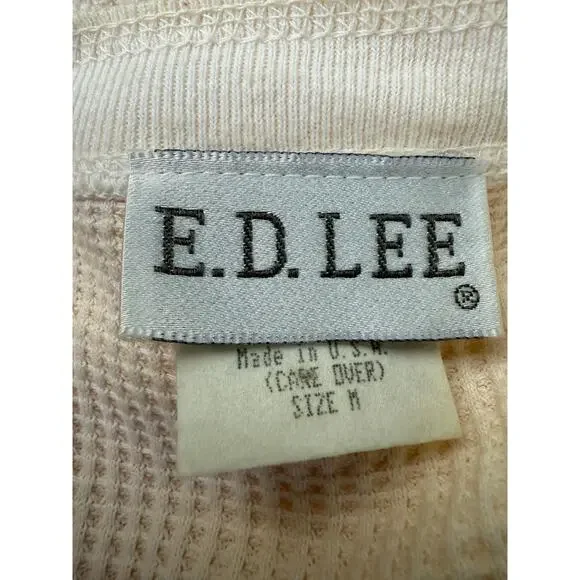 E.D. LEE
®
Made in U.S.A.
(CARE OVER)
SIZE M